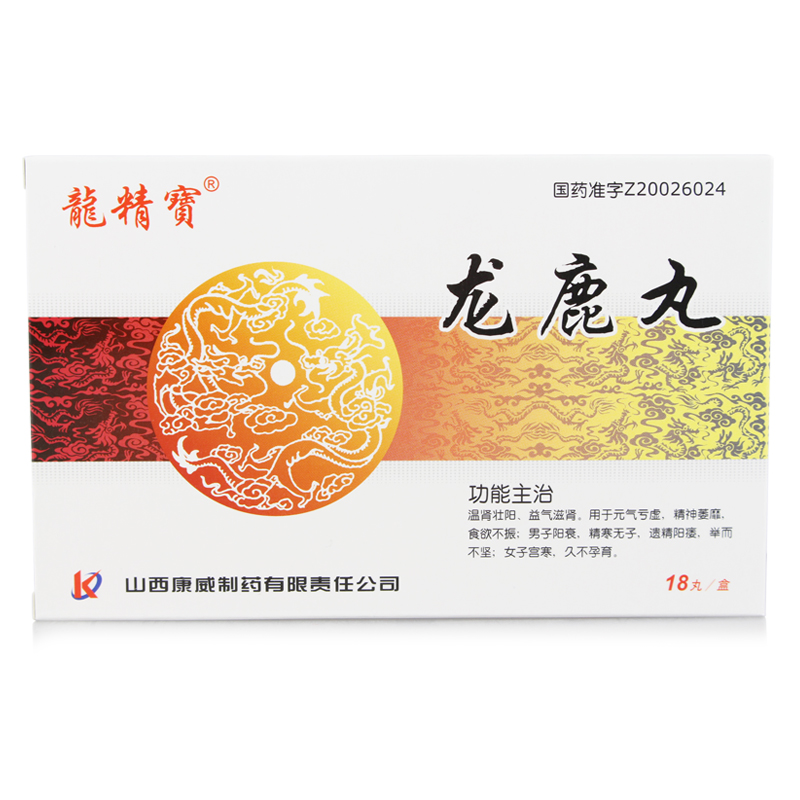 龍精寶®
国药准字Z20026024
龙鹿丸
功能主治
温肾壮阳、益气滋肾。用于元气亏虚，精神萎靡，
食欲不振；男子阳衰，精寒无子，遗精阳痿，举而
不坚；女子宫寒，久不孕育。
山西康威制药有限责任公司
18丸/盒